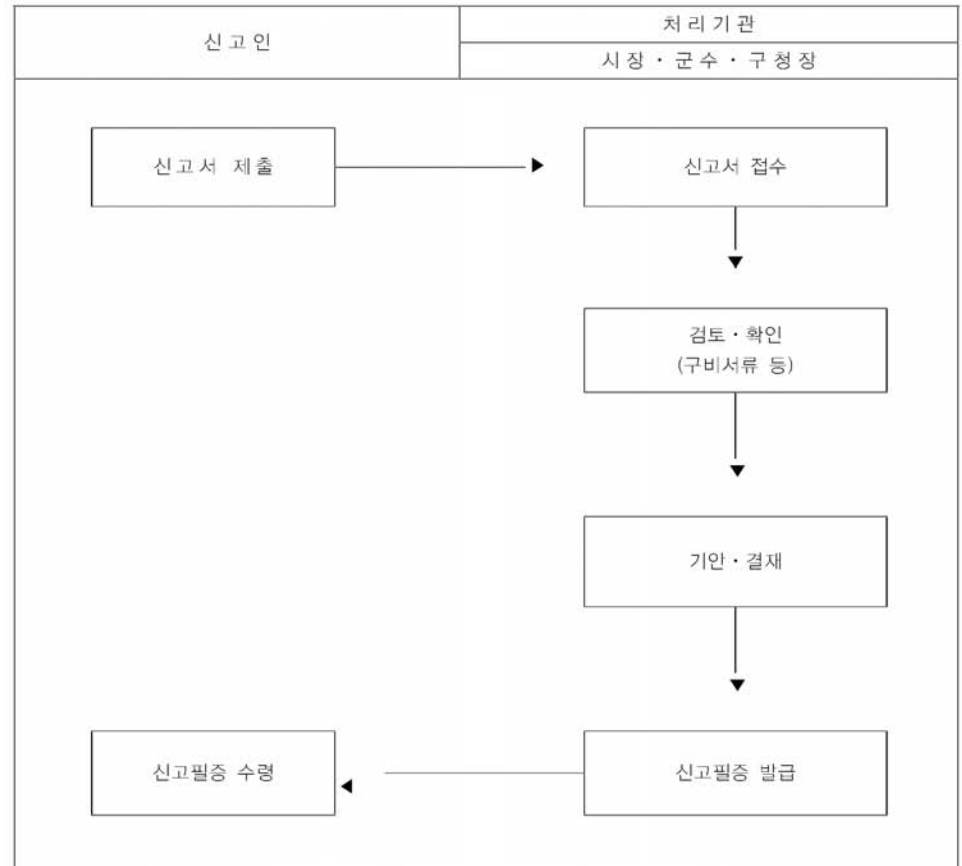 신고인
처리기관
시장・군수・구청장
신고서 제출
신고서 접수
검토・확인
(구비서류 등)
기안・결재
신고필증 수령
신고필증 발급